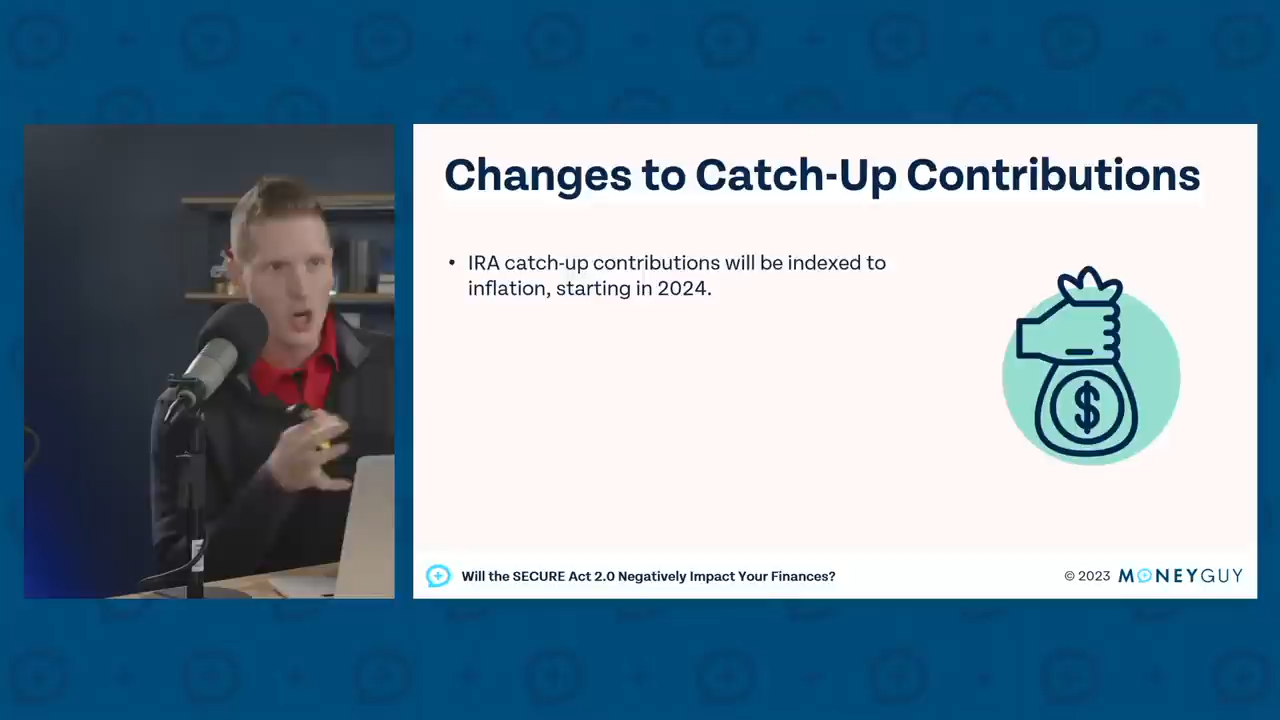 Changes to Catch-Up Contributions
• IRA catch-up contributions will be indexed to
inflation, starting in 2024.
$
Will the SECURE Act 2.0 Negatively Impact Your Finances?
© 2023 MONEYGUY